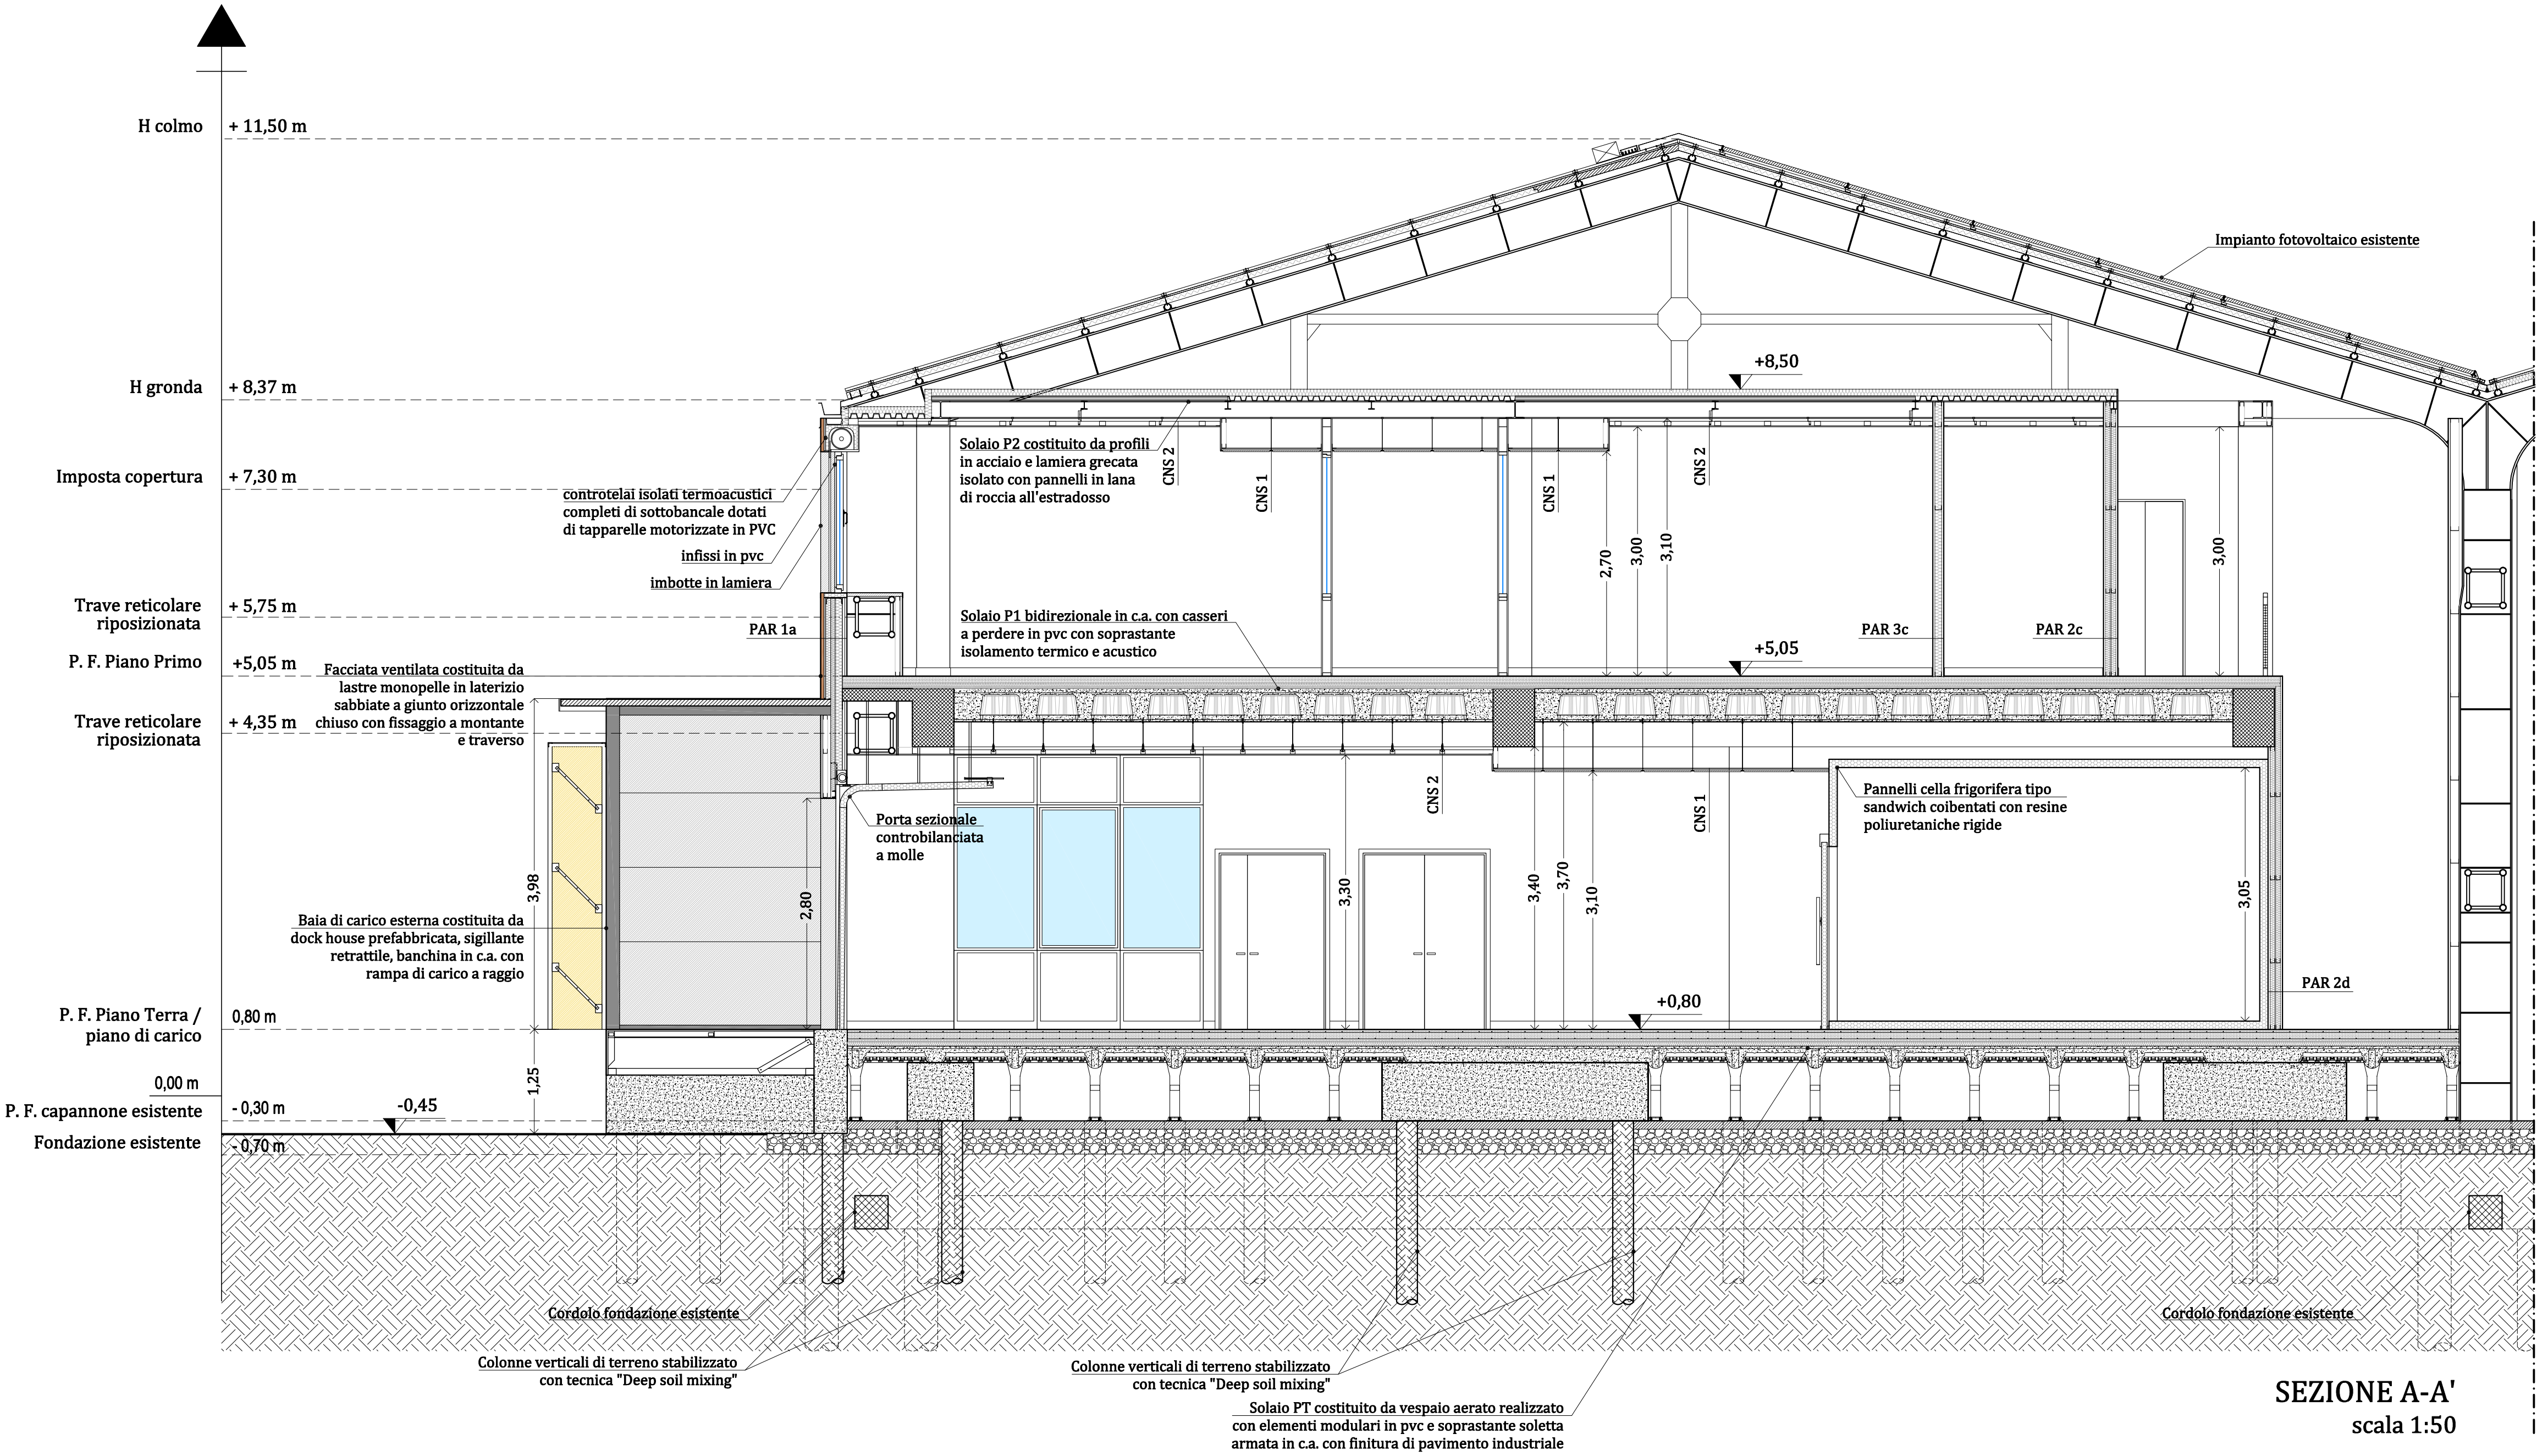 H colmo
+ 11,50 m
Impianto fotovoltaico esistente
+8,50
H gronda
+ 8,37 m
Solaio P2 costituito da profili
in acciaio e lamiera grecata
isolato con pannelli in lana
di roccia all'estradosso
CNS 2
CNS 1
CNS 1
CNS 2
Imposta copertura
+ 7,30 m
controtelai isolati termoacustici
completi di sottobancale dotati
di tapparelle motorizzate in PVC
infissi in pvc
imbotte in lamiera
2,70
3,00
3,10
3,00
Trave reticolare
riposizionata
+ 5,75 m
PAR 1a
Solaio P1 bidirezionale in c.a. con casseri
a perdere in pvc con soprastante
isolamento termico e acustico
PAR 3c
PAR 2c
+5,05
P. F. Piano Primo
+5,05 m
Facciata ventilata costituita da
lastre monopelle in laterizio
sabbiate a giunto orizzontale
chiuso con fissaggio a montante
e traverso
Trave reticolare
riposizionata
+ 4,35 m
Porta sezionale
controbilanciata
a molle
CNS 2
CNS 1
Pannelli cella frigorifera tipo
sandwich coibentati con resine
poliuretaniche rigide
3,98
2,80
3,30
3,40
3,70
3,10
3,05
Baia di carico esterna costituita da
dock house prefabbricata, sigillante
retrattile, banchina in c.a. con
rampa di carico a raggio
PAR 2d
+0,80
P. F. Piano Terra /
piano di carico
0,80 m
1,25
0,00 m
P. F. capannone esistente
- 0,30 m
-0,45
Fondazione esistente
- 0,70 m
Cordolo fondazione esistente
Cordolo fondazione esistente
Colonne verticali di terreno stabilizzato
con tecnica "Deep soil mixing"
Colonne verticali di terreno stabilizzato
con tecnica "Deep soil mixing"
Solaio PT costituito da vespaio aerato realizzato
con elementi modulari in pvc e soprastante soletta
armata in c.a. con finitura di pavimento industriale
SEZIONE A-A'
scala 1:50